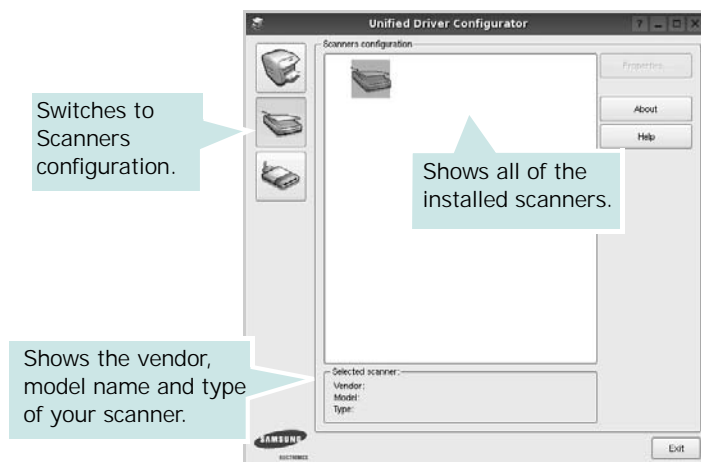 Unified Driver Configurator
Scanners configuration
Properties...
About
Help
Switches to
Scanners
configuration.
Shows all of the
installed scanners.
Shows the vendor,
model name and type
of your scanner.
Selected scanner:
Vendor:
Model:
Type:
SAMSUNG
ELECTRONICS
Exit